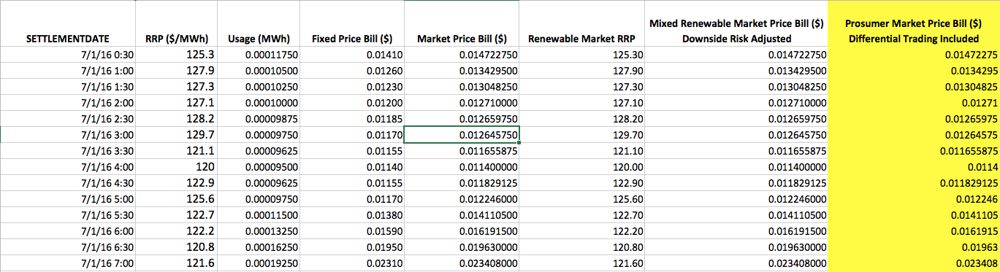 Mixed Renewable Market Price Bill ($) Prosumer Market Price Bill ($)
SETTLEMENTDATE RRP ($/MWh) Usage (MWh) Fixed Price Bill ($) Market Price Bill ($) Renewable Market RRP Downside Risk Adjusted Differential Trading Included
7/1/16 0:30 125.3 0.00011750 0.01410 0.014722750 125.30 0.014722750 0.01472275
7/1/16 1:00 127.9 0.00010500 0.01260 0.013429500 127.90 0.013429500 0.0134295
7/1/16 1:30 127.3 0.00010250 0.01230 0.013048250 127.30 0.013048250 0.01304825
7/1/16 2:00 127.1 0.00010000 0.01200 0.012710000 127.10 0.012710000 0.01271
7/1/16 2:30 128.2 0.00009875 0.01185 0.012659750 128.20 0.012659750 0.01265975
7/1/16 3:00 129.7 0.00009750 0.01170 0.012645750 129.70 0.012645750 0.01264575
7/1/16 3:30 121.1 0.00009625 0.01155 0.011655875 121.10 0.011655875 0.011655875
7/1/16 4:00 120 0.00009500 0.01140 0.011400000 120.00 0.011400000 0.0114
7/1/16 4:30 122.9 0.00009625 0.01155 0.011829125 122.90 0.011829125 0.011829125
7/1/16 5:00 125.6 0.00009750 0.01170 0.012246000 125.60 0.012246000 0.012246
7/1/16 5:30 122.7 0.00011500 0.01380 0.014110500 122.70 0.014110500 0.0141105
7/1/16 6:00 122.2 0.00013250 0.01590 0.016191500 122.20 0.016191500 0.0161915
7/1/16 6:30 120.8 0.00016250 0.01950 0.019630000 120.80 0.019630000 0.01963
7/1/16 7:00 121.6 0.00019250 0.02310 0.023408000 121.60 0.023408000 0.023408